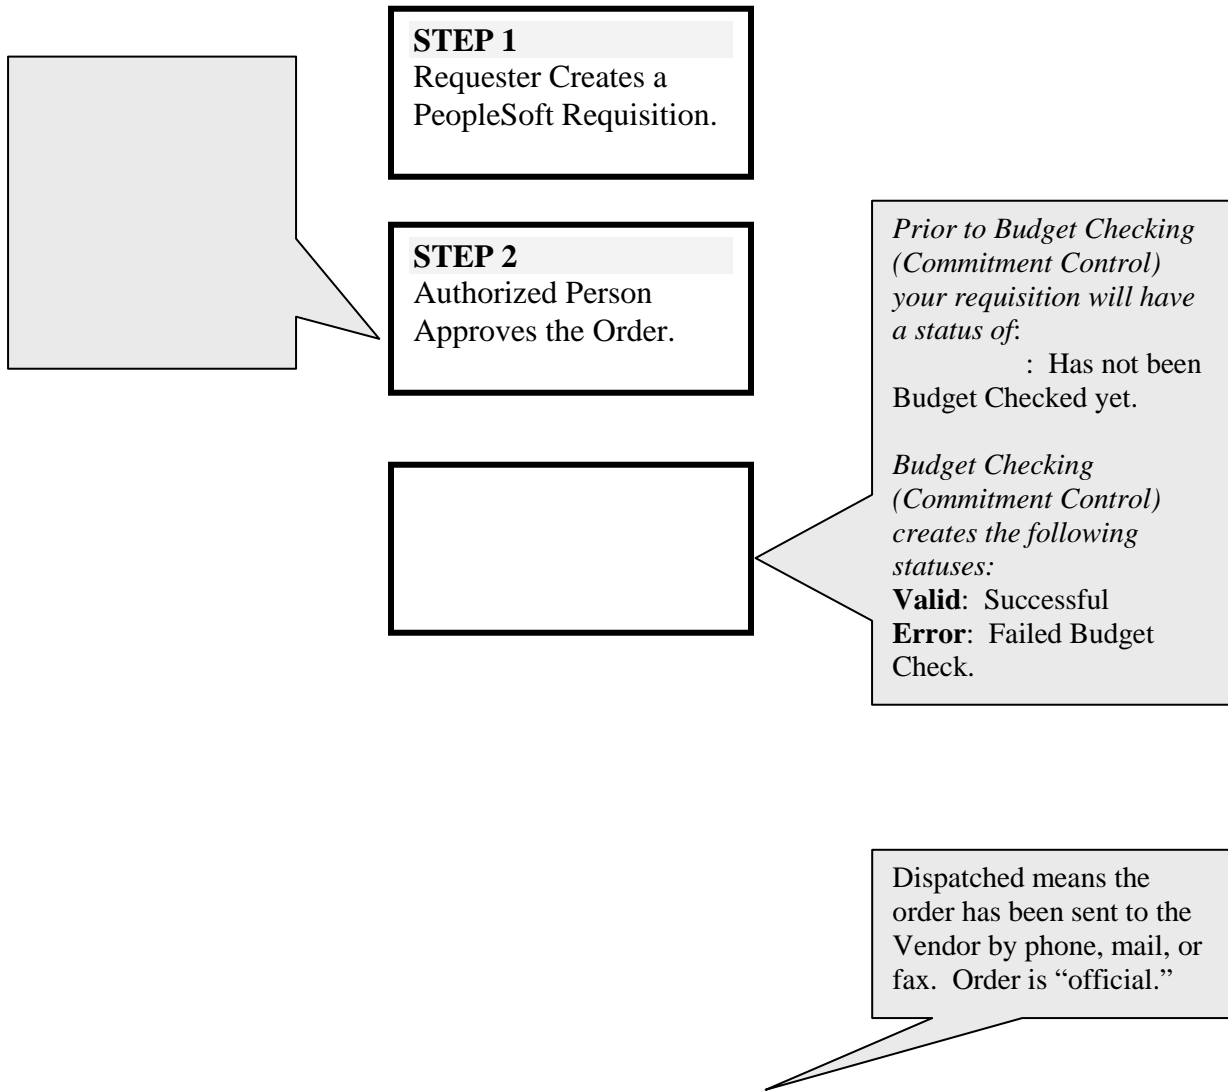 STEP 1
Requester Creates a
PeopleSoft Requisition.
STEP 2
Authorized Person
Approves the Order.
Prior to Budget Checking
(Commitment Control)
your requisition will have
a status of:
: Has not been
Budget Checked yet.
Budget Checking
(Commitment Control)
creates the following
statuses:
Valid: Successful
Error: Failed Budget
Check.
Dispatched means the
order has been sent to the
Vendor by phone, mail, or
fax. Order is “official.”